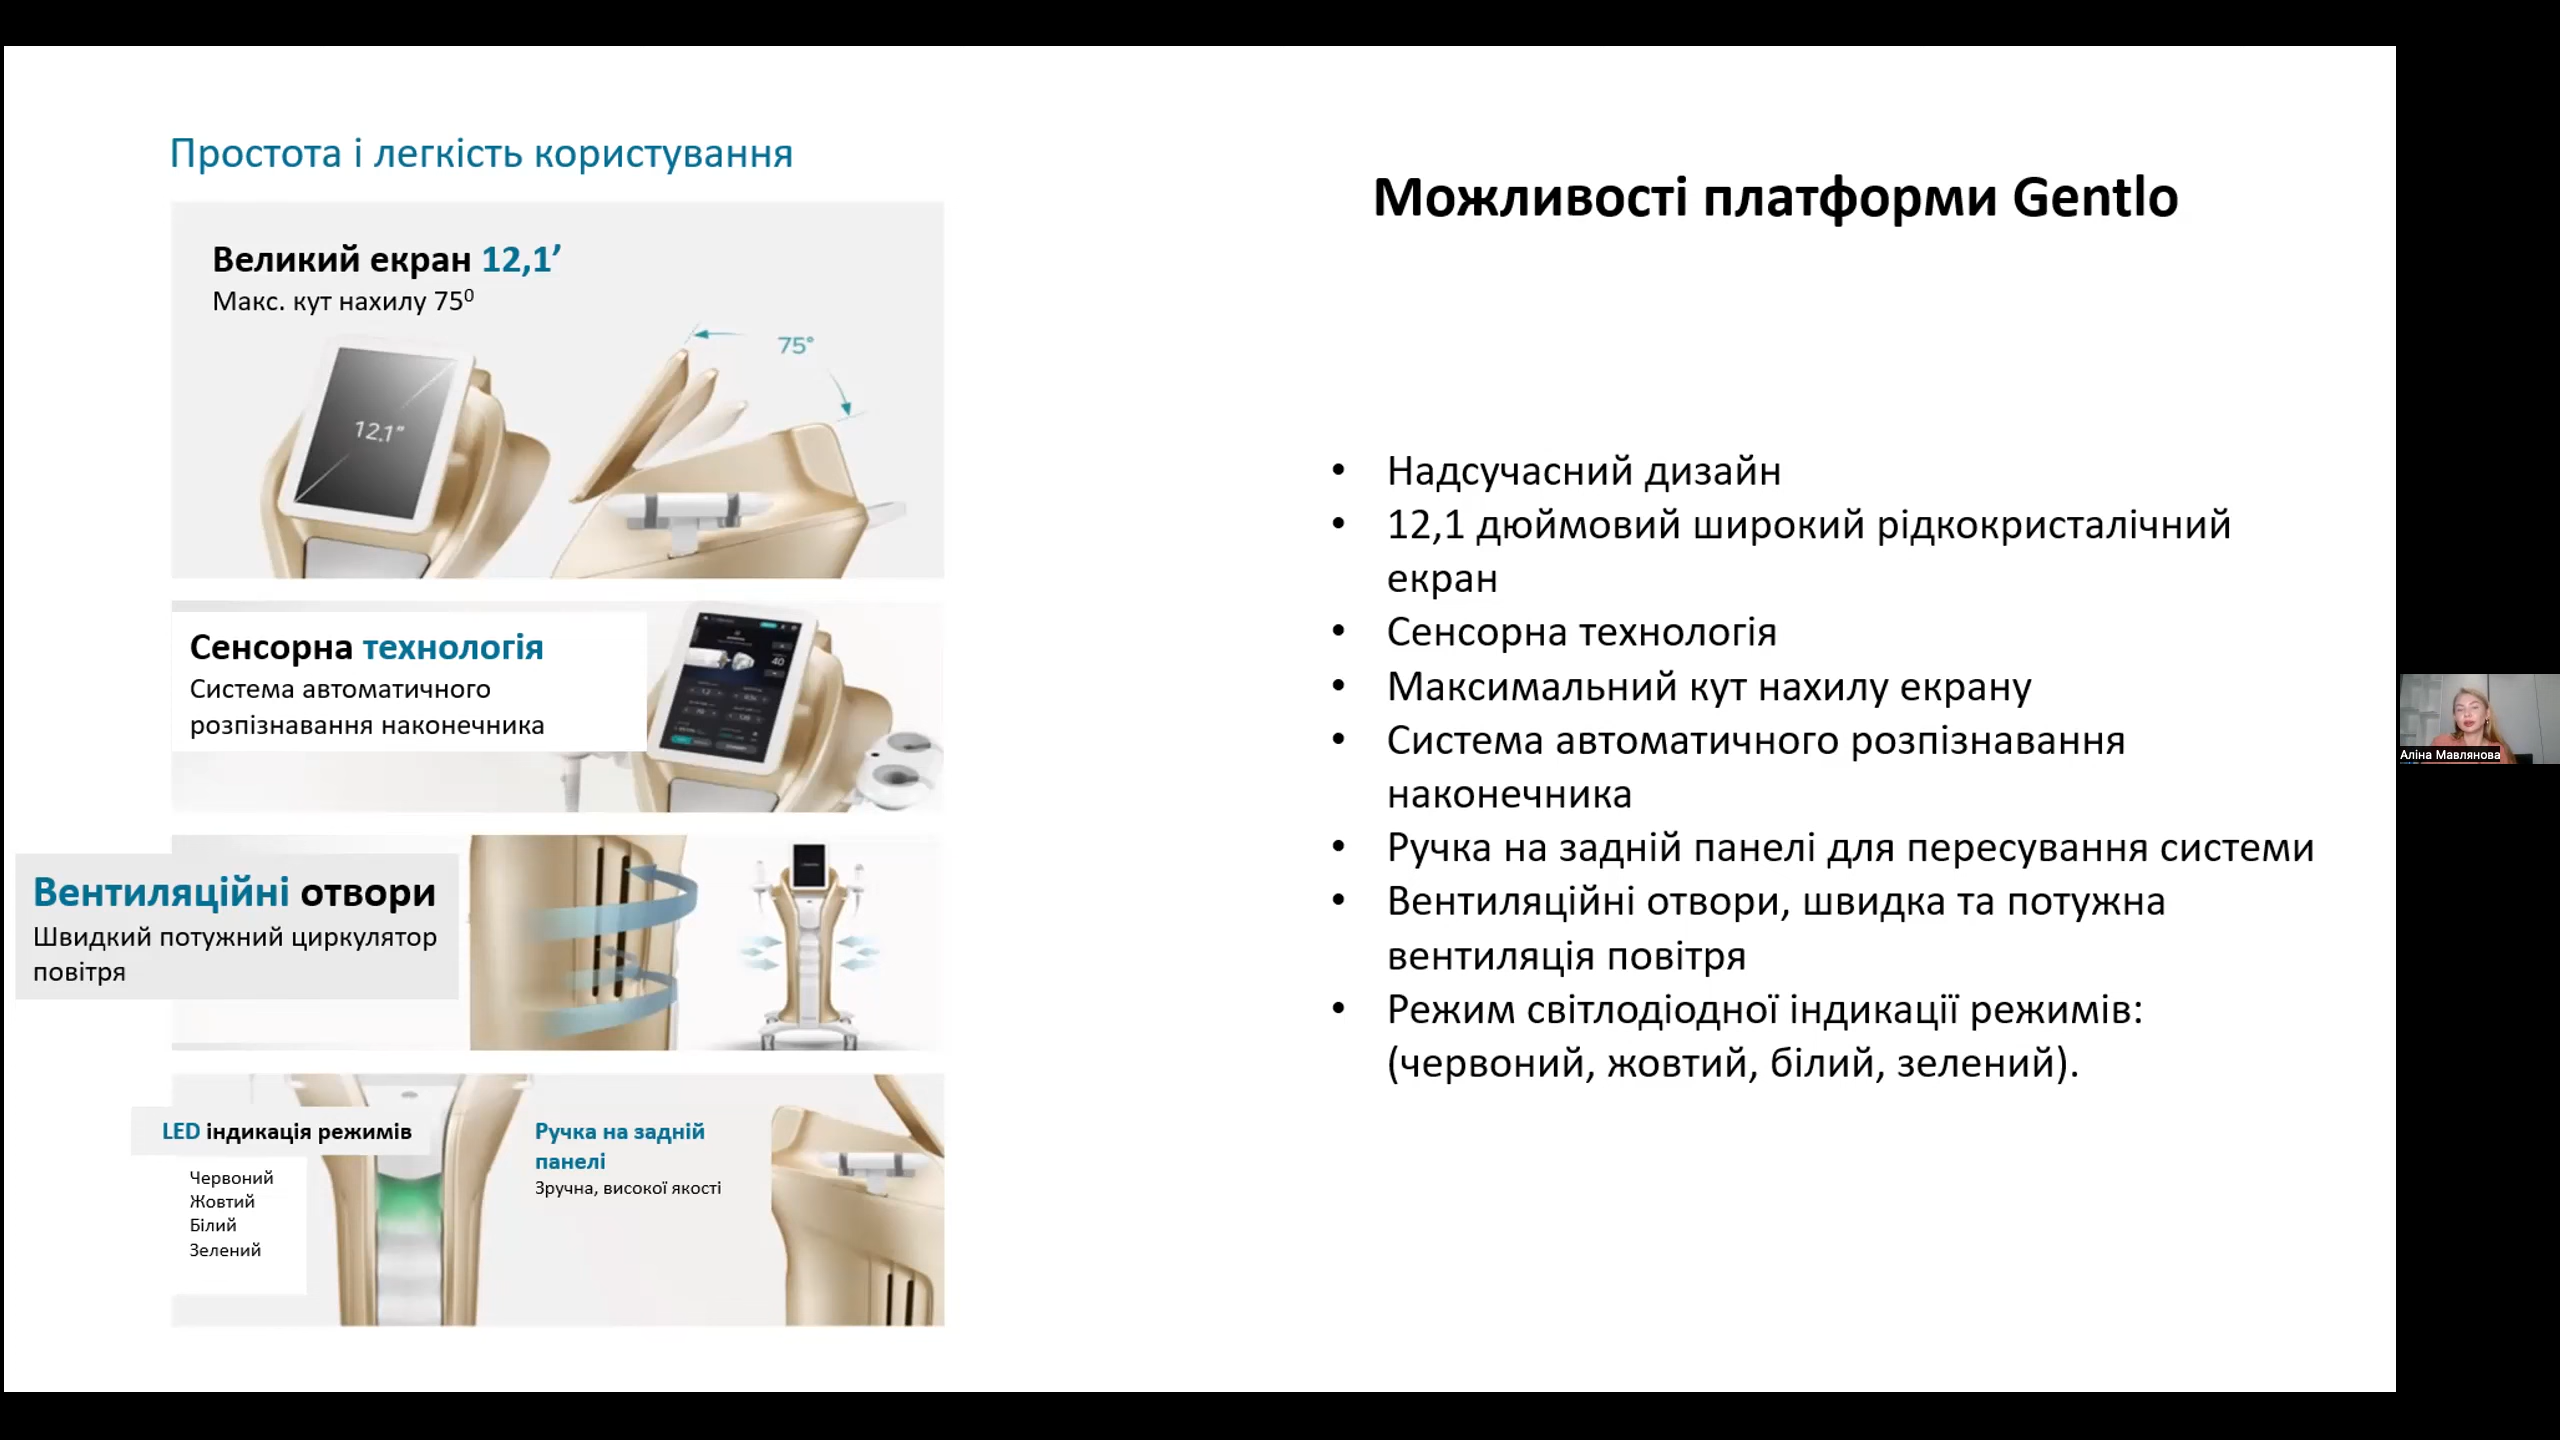 Простота і легкість користування
Великий екран 12,1’
Макс. кут нахилу 75⁰
75°
12.1"
Сенсорна технологія
Система автоматичного
розпізнавання наконечника
40
Вентиляційні отвори
Швидкий потужний циркулятор
повітря
LED індикація режимів
Червоний
Жовтий
Білий
Зелений
Ручка на задній
панелі
Зручна, високої якості
Можливості платформи Gentlo
• Надсучасний дизайн
• 12,1 дюймовий широкий рідкокристалічний
екран
• Сенсорна технологія
• Максимальний кут нахилу екрану
• Система автоматичного розпізнавання
наконечника
• Ручка на задній панелі для пересування системи
• Вентиляційні отвори, швидка та потужна
вентиляція повітря
• Режим світлодіодної індикації режимів:
(червоний, жовтий, білий, зелений).
Аліна Мавлянова